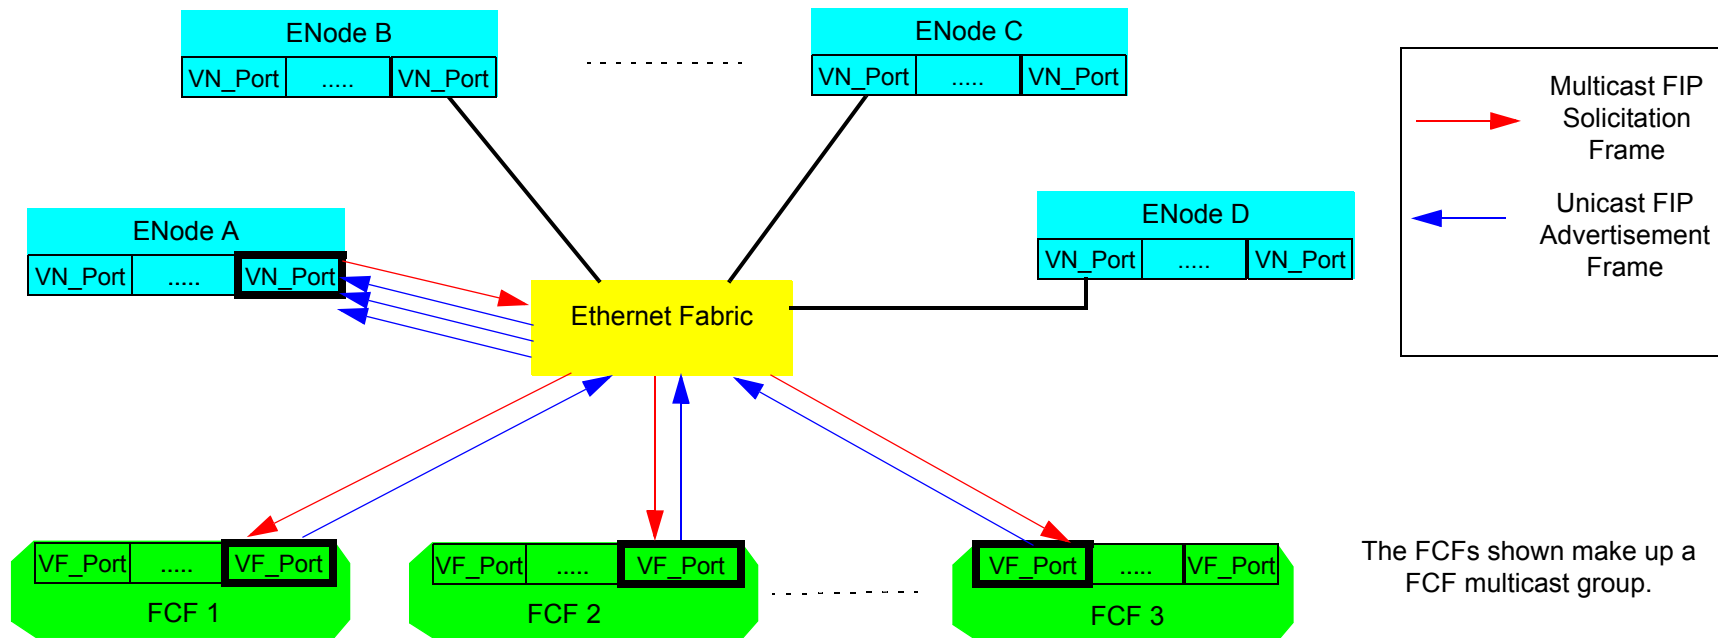 ENode B
VN_Port ..... VN_Port
ENode C
VN_Port ..... VN_Port
Multicast FIP
Solicitation
Frame
Unicast FIP
Advertisement
Frame
ENode A
VN_Port ..... VN_Port
ENode D
VN_Port ..... VN_Port
Ethernet Fabric
VF_Port ..... VF_Port
FCF 1
VF_Port ..... VF_Port
FCF 2
VF_Port ..... VF_Port
FCF 3
The FCFs shown make up a
FCF multicast group.